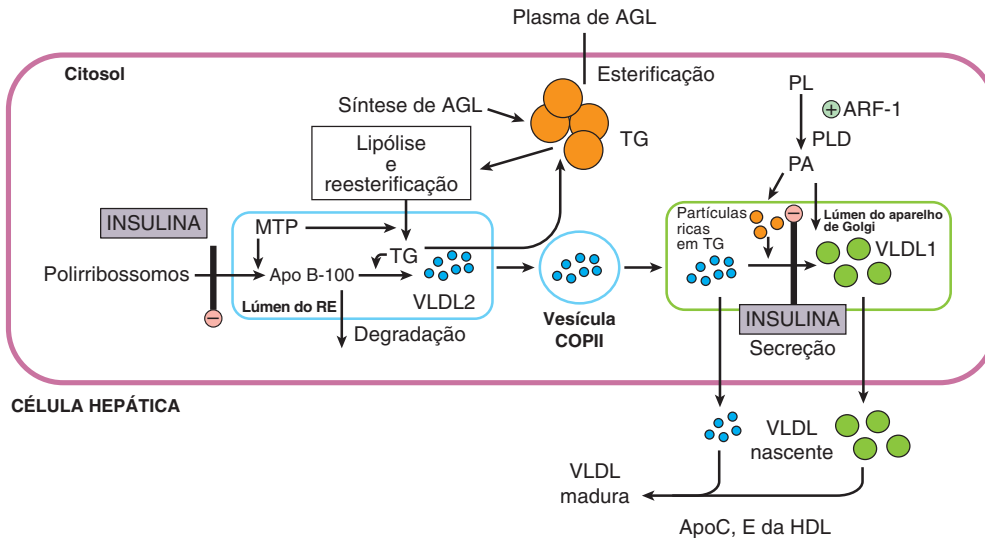 Plasma de AGL
Citosol
Esterificação
Síntese de AGL
TG
Lipólise
e
reesterificação
PL
+ ARF-1
PLD
PA
INSULINA
MTP
TG
Polirribossomos
Apo B-100
−
Lúmen do RE
VLDL2
Degradação
Vesícula
COPII
Partículas
ricas
em TG
−
Lúmen do aparelho
de Golgi
VLDL1
INSULINA
Secreção
CÉLULA HEPÁTICA
VLDL
nascente
VLDL
madura
ApoC, E da HDL